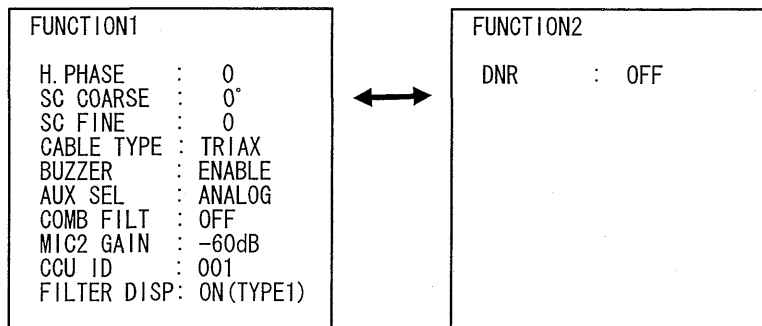 FUNCTION1
H.PHASE : 0
SC COARSE : 0°
SC FINE : 0
CABLE TYPE : TRIAX
BUZZER : ENABLE
AUX SEL : ANALOG
COMB FILT : OFF
MIC2 GAIN : -60dB
CCU ID : 001
FILTER DISP: ON(TYPE1)
FUNCTION2
DNR : OFF